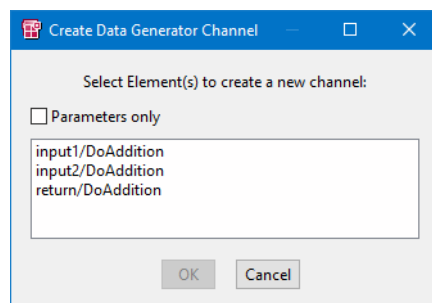 Create Data Generator Channel
Select Element(s) to create a new channel:
Parameters only
input1/DoAddition
input2/DoAddition
return/DoAddition
OK
Cancel